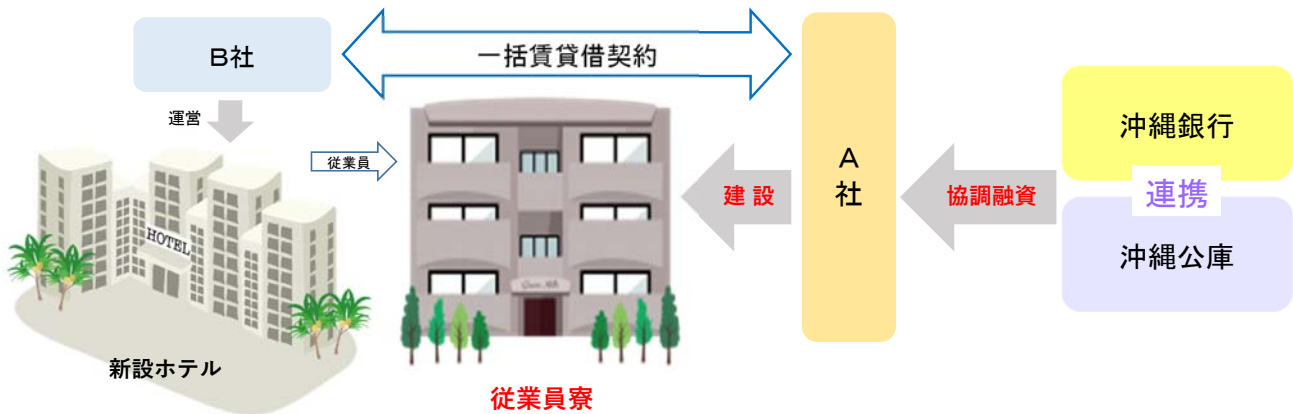 B社
一括賃貸借契約
運営
従業員
HOTEL
新設ホテル
従業員寮
建設
A
社
協調融資
沖縄銀行
連携
沖縄公庫